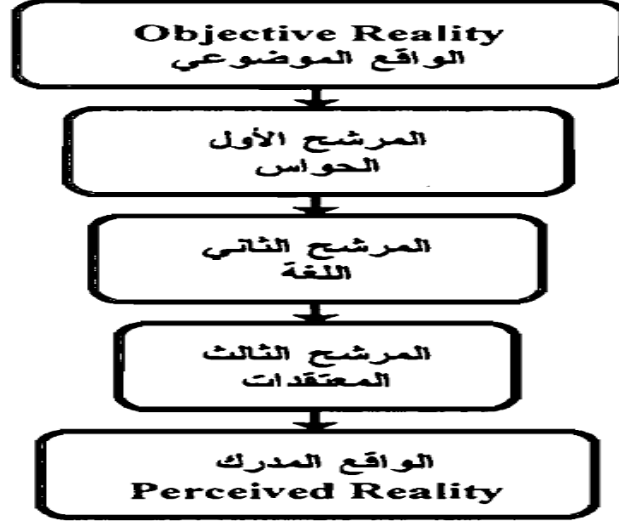 Objective Reality
الواقع الموضوعي
المرشح الأول
الحواس
المرشح الثاني
اللغة
المرشح الثالث
المعتقدات
الواقع المدرك
Perceived Reality